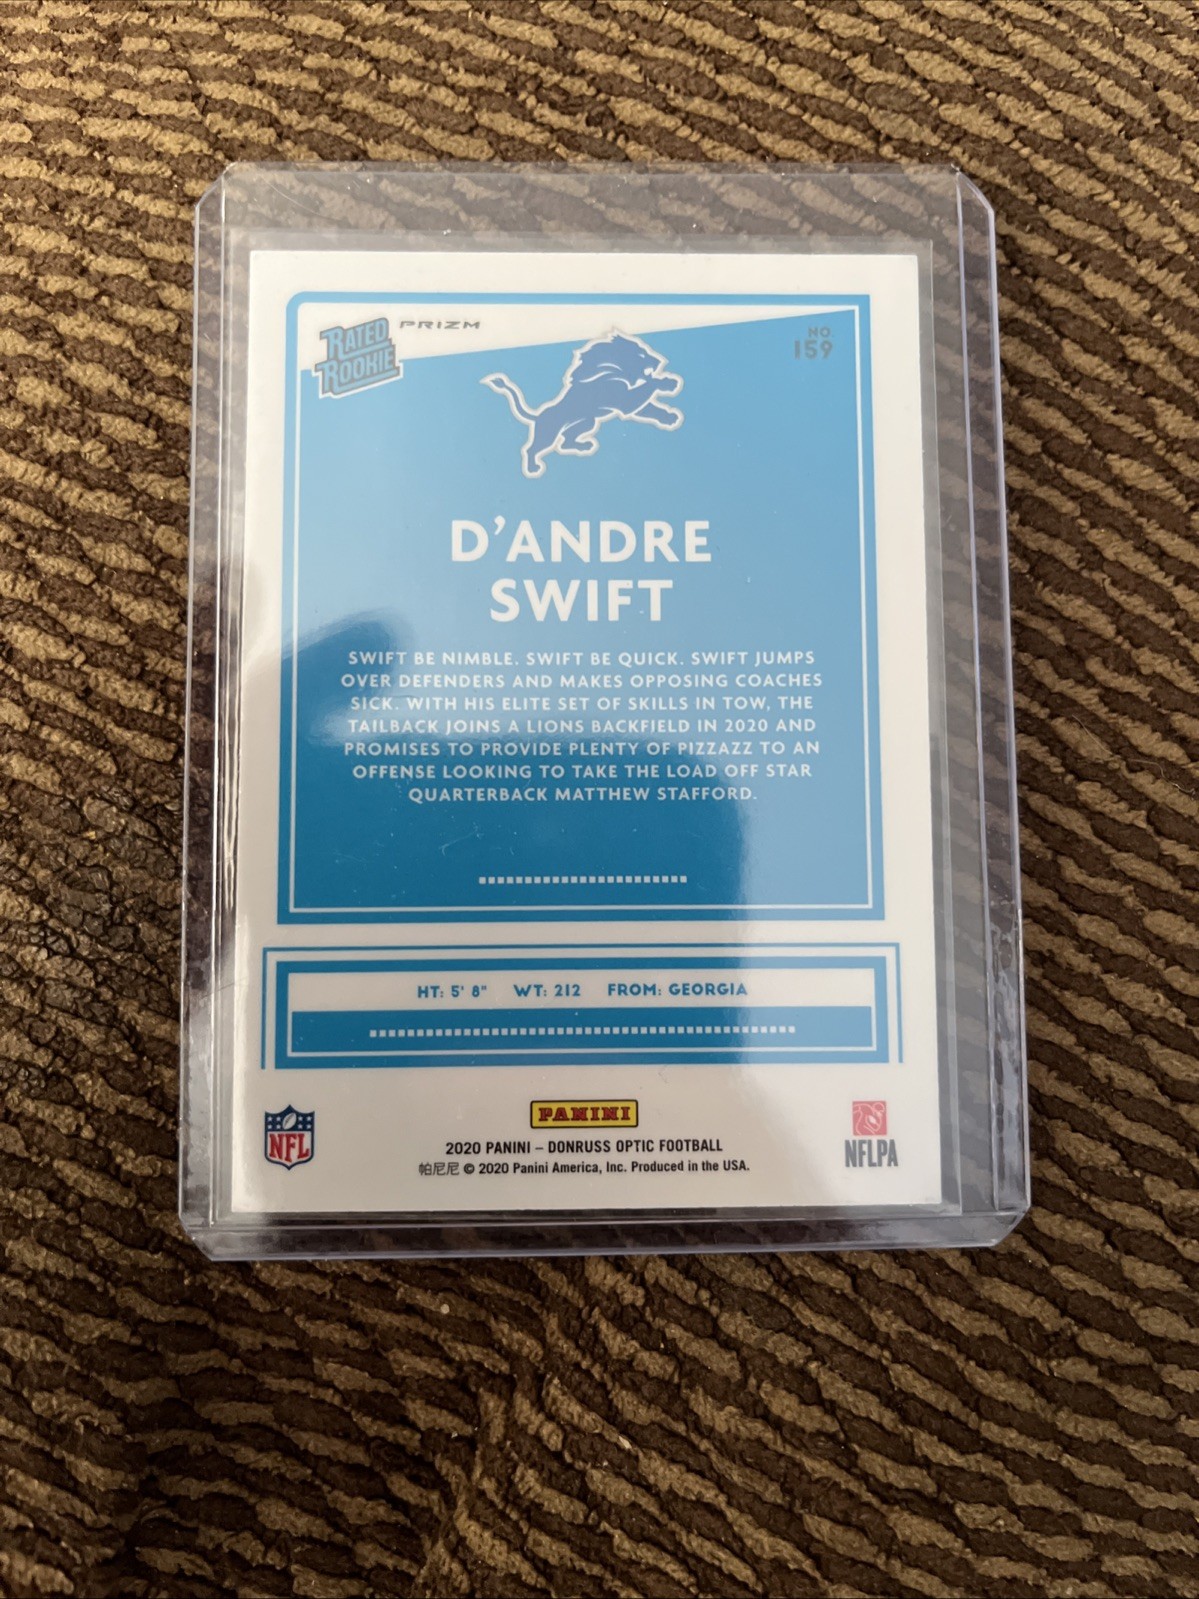 RATED
ROOKIE
PRIZM
NO.
159
D'ANDRE
SWIFT
SWIFT BE NIMBLE. SWIFT BE QUICK. SWIFT JUMPS
OVER DEFENDERS AND MAKES OPPOSING COACHES
SICK. WITH HIS ELITE SET OF SKILLS IN TOW, THE
TAILBACK JOINS A LIONS BACKFIELD IN 2020 AND
PROMISES TO PROVIDE PLENTY OF PIZZAZZ TO AN
OFFENSE LOOKING TO TAKE THE LOAD OFF STAR
QUARTERBACK MATTHEW STAFFORD.
HT: 5' 8" WT: 212 FROM: GEORGIA
NFL
PANINI
2020 PANINI – DONRUSS OPTIC FOOTBALL
帕尼尼 © 2020 Panini America, Inc. Produced in the USA.
NFLPA